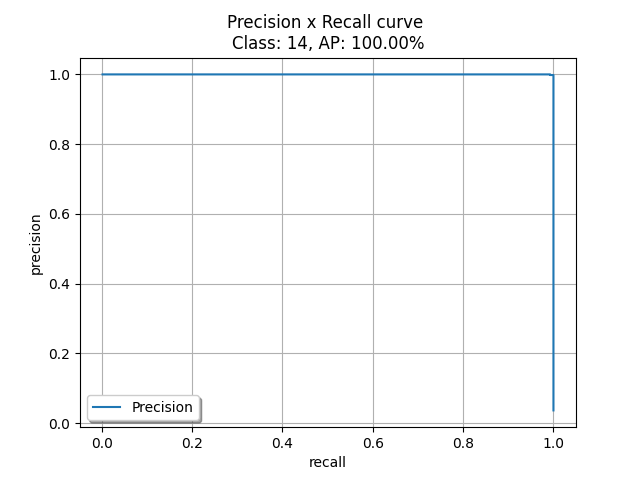 Precision x Recall curve
Class: 14, AP: 100.00%
1.0
0.8
0.6
0.4
0.2
0.0
precision
Precision
0.0 0.2 0.4 0.6 0.8 1.0
recall